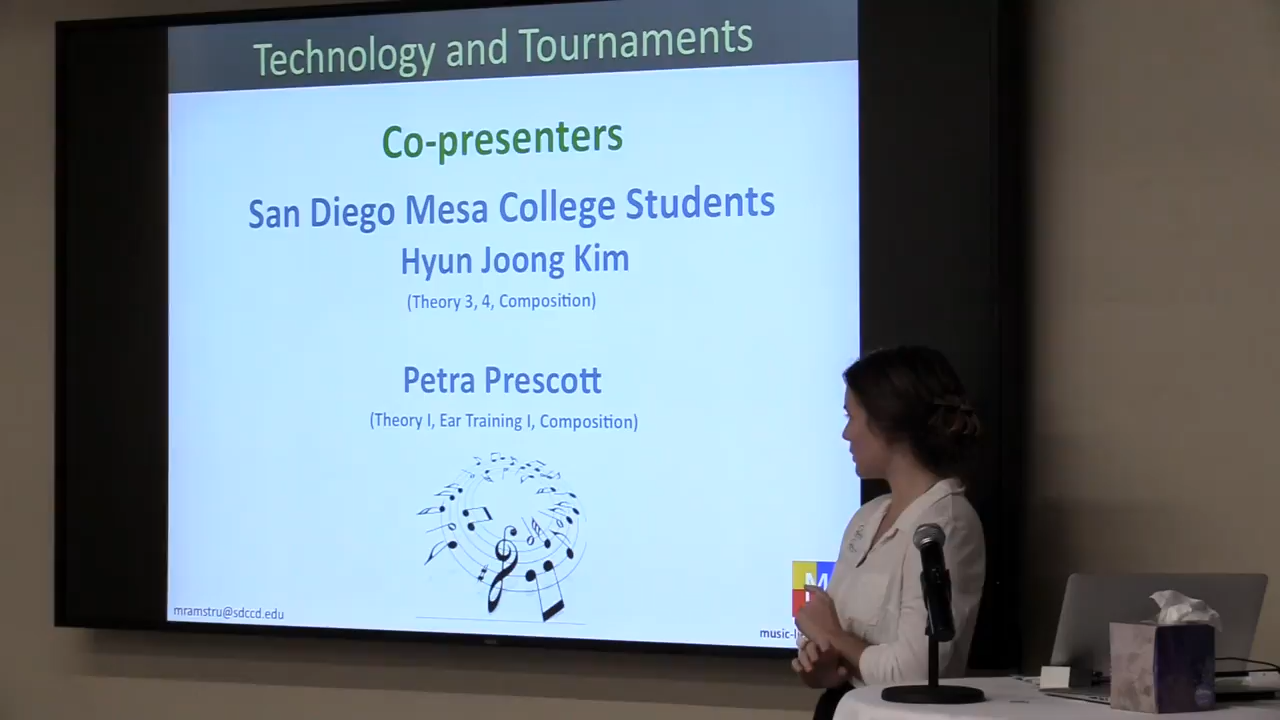 Technology and Tournaments
Co-presenters
San Diego Mesa College Students
Hyun Joong Kim
(Theory 3, 4, Composition)
Petra Prescott
(Theory I, Ear Training I, Composition)
M
mramstru@sdccd.edu